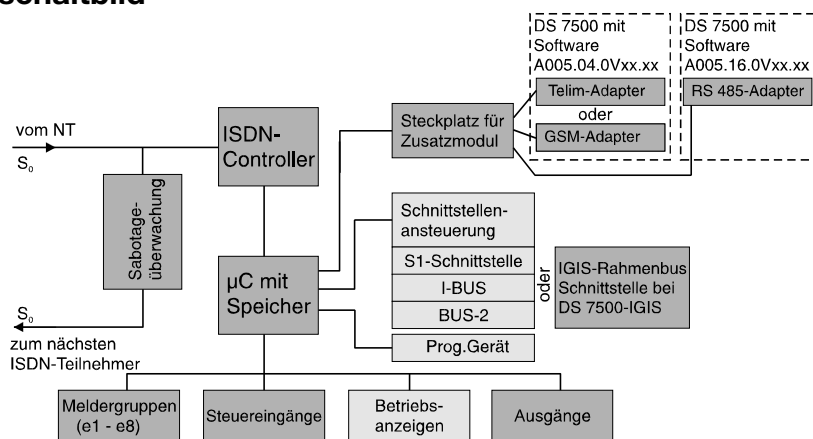 DS 7500 mit
Software
A005.04.0Vxx.xx
Telim-Adapter
oder
GSM-Adapter
DS 7500 mit
Software
A005.16.0Vxx.xx
RS 485-Adapter
vom NT
S₀
ISDN-
Controller
Steckplatz für
Zusatzmodul
Sabotage-
überwachung
Schnittstellen-
ansteuerung
S1-Schnittstelle
I-BUS
BUS-2
oder
IGIS-Rahmenbus
Schnittstelle bei
DS 7500-IGIS
µC mit
Speicher
Prog.Gerät
S₀
zum nächsten
ISDN-Teilnehmer
Meldergruppen
(e1 - e8)
Steuereingänge
Betriebs-
anzeigen
Ausgänge